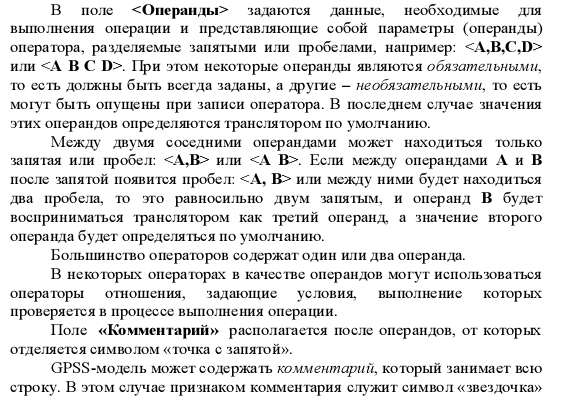 В поле <Операнды> задаются данные, необходимые для
выполнения операции и представляющие собой параметры (операнды)
оператора, разделяемые запятыми или пробелами, например: <A,B,C,D>
или <A B C D>. При этом некоторые операнды являются обязательными,
то есть должны быть всегда заданы, а другие – необязательными, то есть
могут быть опущены при записи оператора. В последнем случае значения
этих операндов определяются транслятором по умолчанию.
Между двумя соседними операндами может находиться только
запятая или пробел: <A,B> или <A B>. Если между операндами A и B
после запятой появится пробел: <A, B> или между ними будет находиться
два пробела, то это равносильно двум запятым, и операнд B будет
восприниматься транслятором как третий операнд, а значение второго
операнда будет определяться по умолчанию.
Большинство операторов содержат один или два операнда.
В некоторых операторах в качестве операндов могут использоваться
операторы отношения, задающие условия, выполнение которых
проверяется в процессе выполнения операции.
Поле «Комментарий» располагается после операндов, от которых
отделяется символом «точка с запятой».
GPSS-модель может содержать комментарий, который занимает всю
строку. В этом случае признаком комментария служит символ «звездочка»